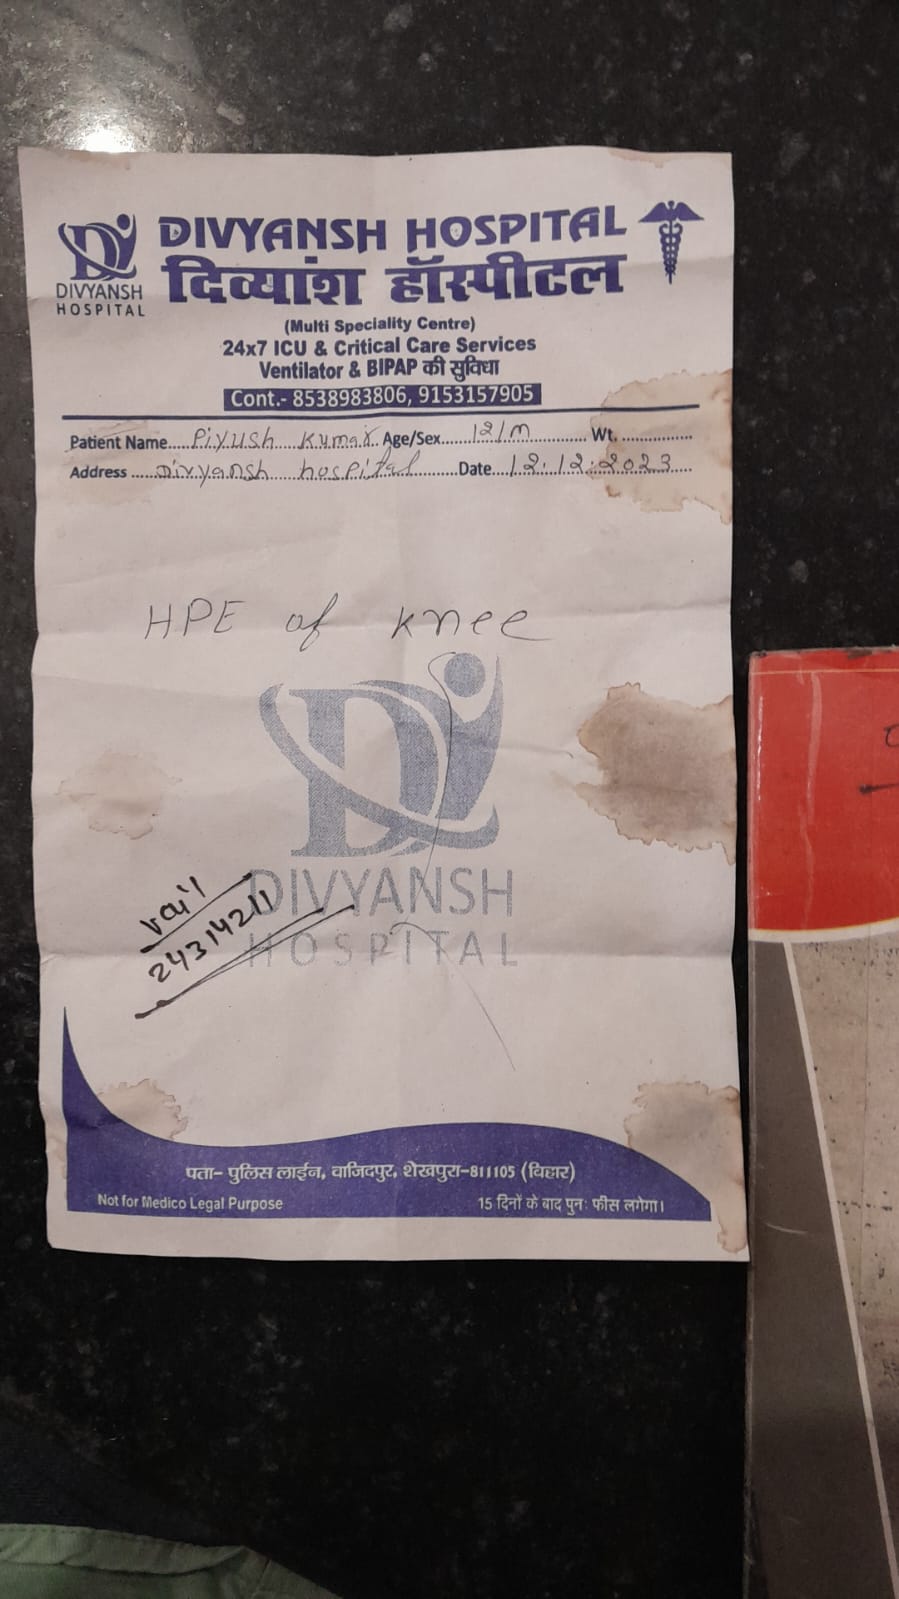 DIVYANSH HOSPITAL
दिव्यांश हॉस्पीटल
DIVYANSH
HOSPITAL
(Multi Speciality Centre)
24x7 ICU & Critical Care Services
Ventilator & BIPAP की सुविधा
Cont.- 8538983806, 9153157905
Patient Name.... Piyush Kumar. Age/Sex..... 12/m ............ Wt. ................
Address ..... Divyansh hospital ....... Date... 12.12.2023 ....
HPE of knee
DIVYANSH
HOSPITAL
24314211
पता- पुलिस लाईन, वाजिदपुर, शेखपुरा-811105 (बिहार)
Not for Medico Legal Purpose
15 दिनों के बाद पुनः फीस लगेगा।